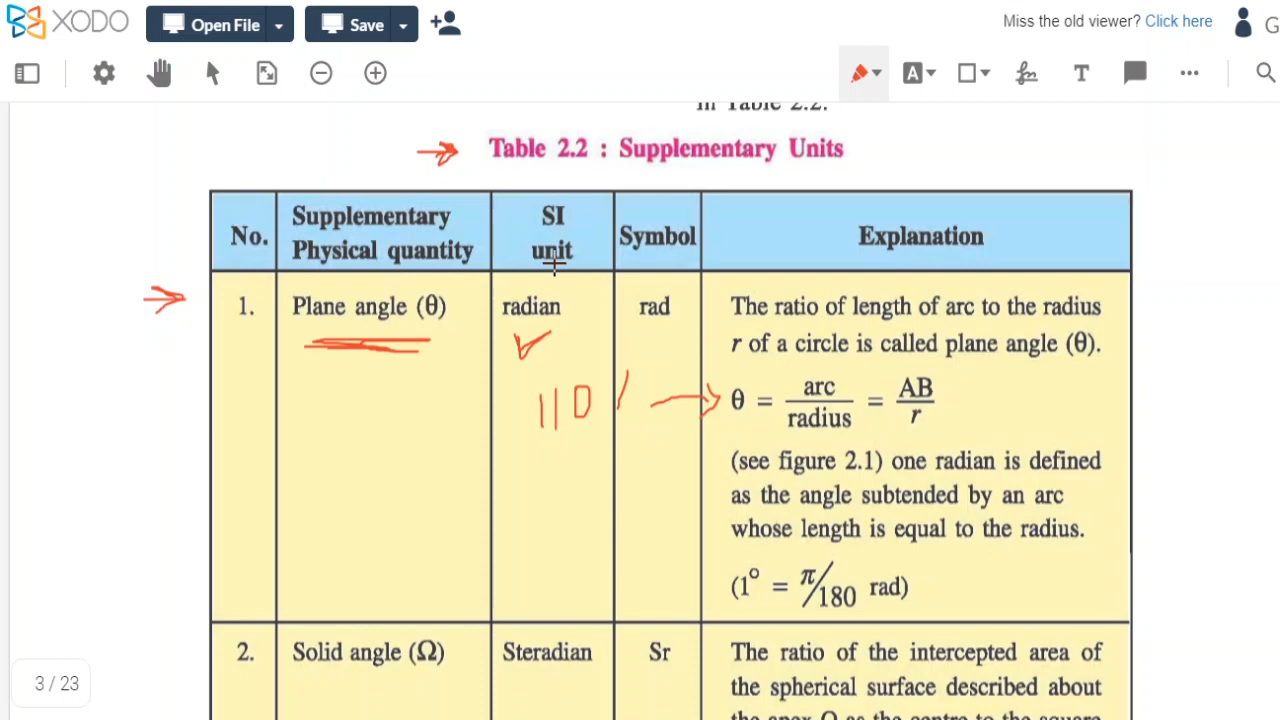 XODO
Open File
Save
Miss the old viewer? Click here
G
A
T
Table 2.2 : Supplementary Units
No.
Supplementary
Physical quantity
SI
unit
Symbol
Explanation
1.
Plane angle (θ)
radian
rad
The ratio of length of arc to the radius
r of a circle is called plane angle (θ).
θ = arc/radius = AB/r
(see figure 2.1) one radian is defined
as the angle subtended by an arc
whose length is equal to the radius.
(1° = π/180 rad)
2.
Solid angle (Ω)
Steradian
Sr
The ratio of the intercepted area of
the spherical surface described about
3 / 23